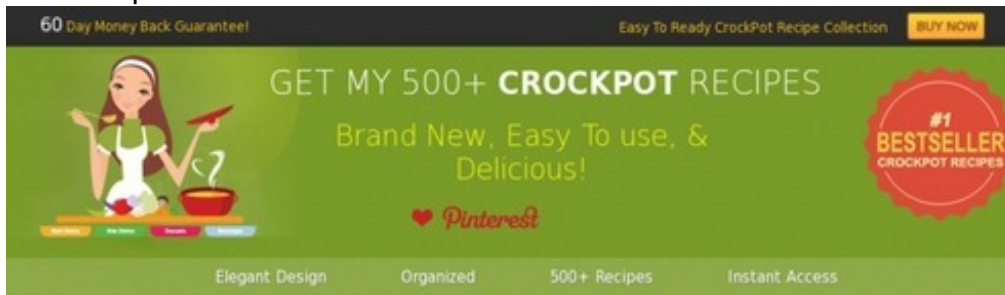 60 Day Money Back Guarantee!
Easy To Ready CrockPot Recipe Collection
BUY NOW
GET MY 500+ CROCKPOT RECIPES
Brand New, Easy To use, &
Delicious!
#1
BESTSELLER
CROCKPOT RECIPES
Pinterest
Elegant Design
Organized
500+ Recipes
Instant Access